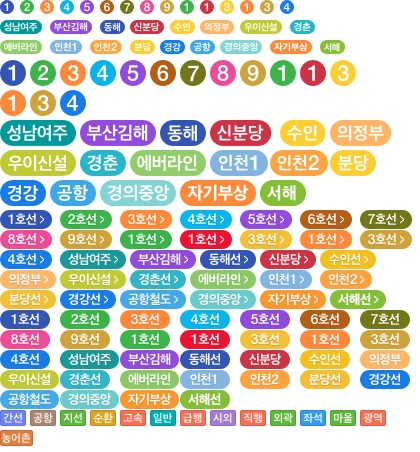 1 2 3 4 5 6 7 8 9 1 1 3 1 3 4
성남여주 부산김해 동해 신분당 수인 의정부 우이신설 경춘
에버라인 인천1 인천2 분당 경강 공항 경의중앙 자기부상 서해
1 2 3 4 5 6 7 8 9 1 1 3
1 3 4
성남여주 부산김해 동해 신분당 수인 의정부
우이신설 경춘 에버라인 인천1 인천2 분당
경강 공항 경의중앙 자기부상 서해
1호선> 2호선> 3호선> 4호선> 5호선> 6호선> 7호선>
8호선> 9호선> 1호선> 1호선> 3호선> 1호선> 3호선>
4호선> 성남여주> 부산김해> 동해선> 신분당선> 수인선>
의정부> 우이신설> 경춘선> 에버라인> 인천1> 인천2>
분당선> 경강선> 공항철도> 경의중앙> 자기부상> 서해선>
1호선 2호선 3호선 4호선 5호선 6호선 7호선
8호선 9호선 1호선 1호선 3호선 1호선 3호선
4호선 성남여주 부산김해 동해선 신분당 수인선 의정부
우이신설 경춘선 에버라인 인천1 인천2 분당선 경강선
공항철도 경의중앙 자기부상 서해선
간선 공항 지선 순환 고속 일반 급행 시외 직행 외곽 좌석 마을 광역
농어촌